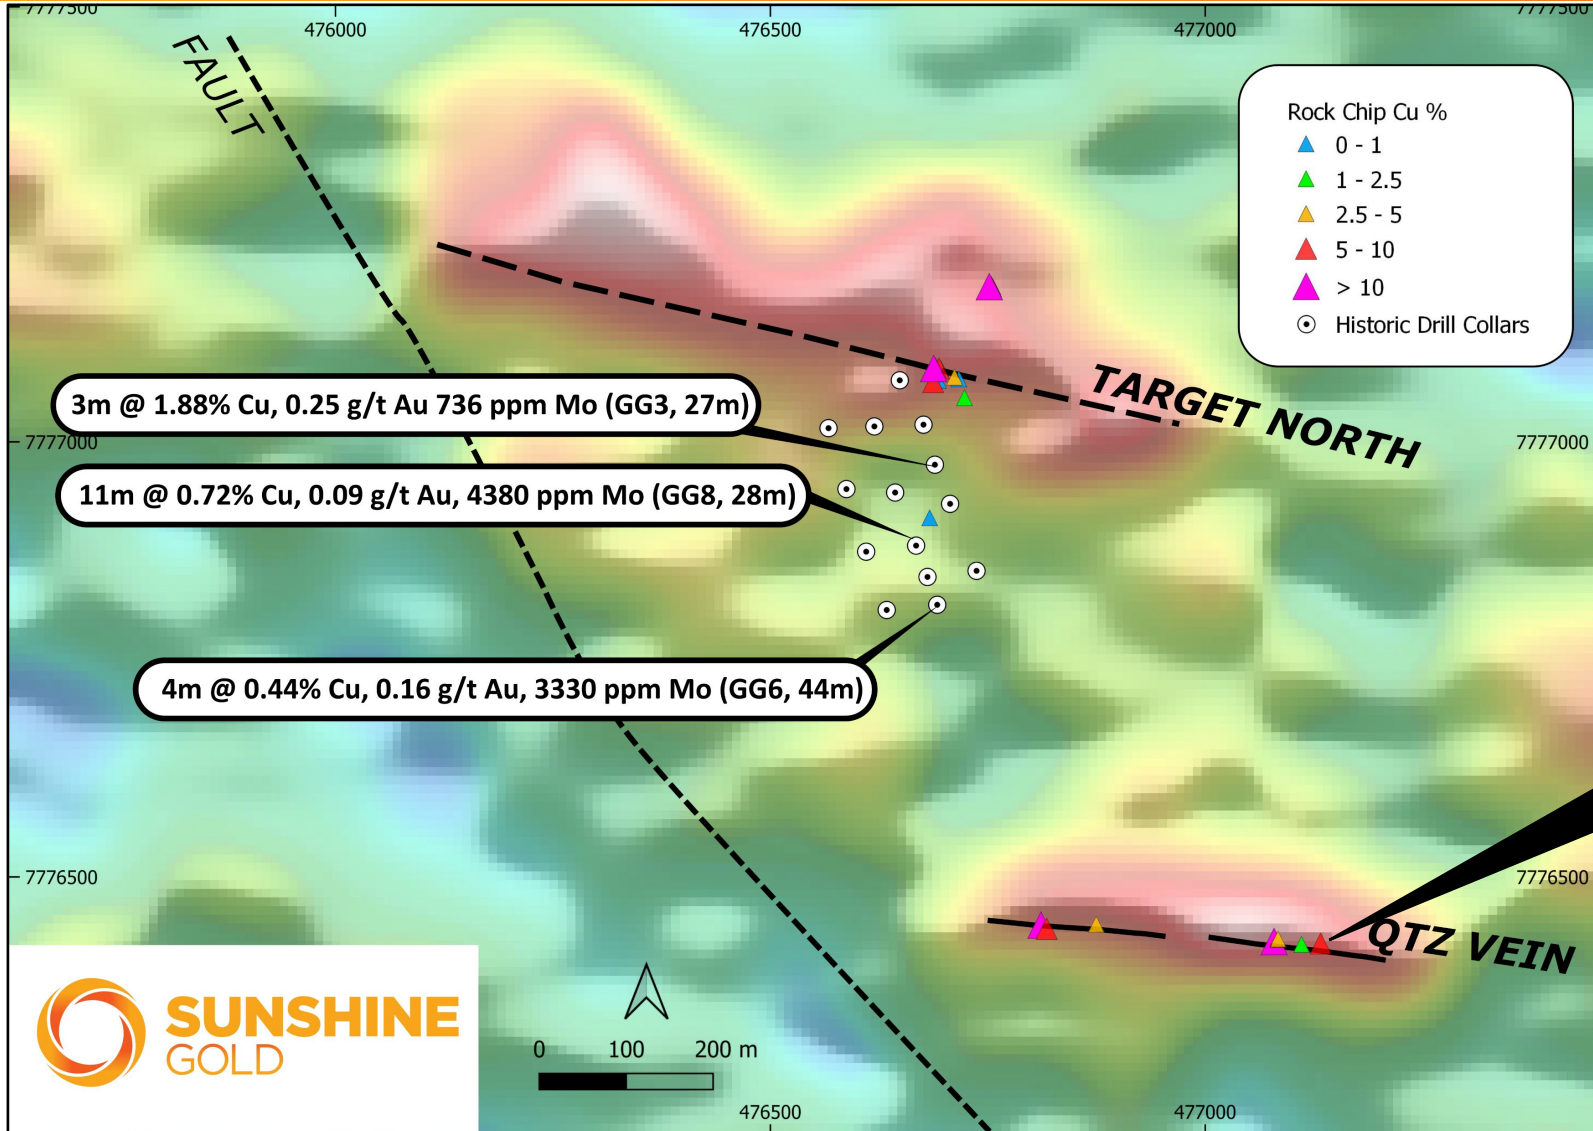 7777500
476000
476500
477000
7777500
FAULT
Rock Chip Cu %
0 - 1
1 - 2.5
2.5 - 5
5 - 10
> 10
Historic Drill Collars
TARGET NORTH
3m @ 1.88% Cu, 0.25 g/t Au 736 ppm Mo (GG3, 27m)
7777000
7777000
11m @ 0.72% Cu, 0.09 g/t Au, 4380 ppm Mo (GG8, 28m)
4m @ 0.44% Cu, 0.16 g/t Au, 3330 ppm Mo (GG6, 44m)
7776500
7776500
QTZ VEIN
SUNSHINE
GOLD
0 100 200 m
476500
477000